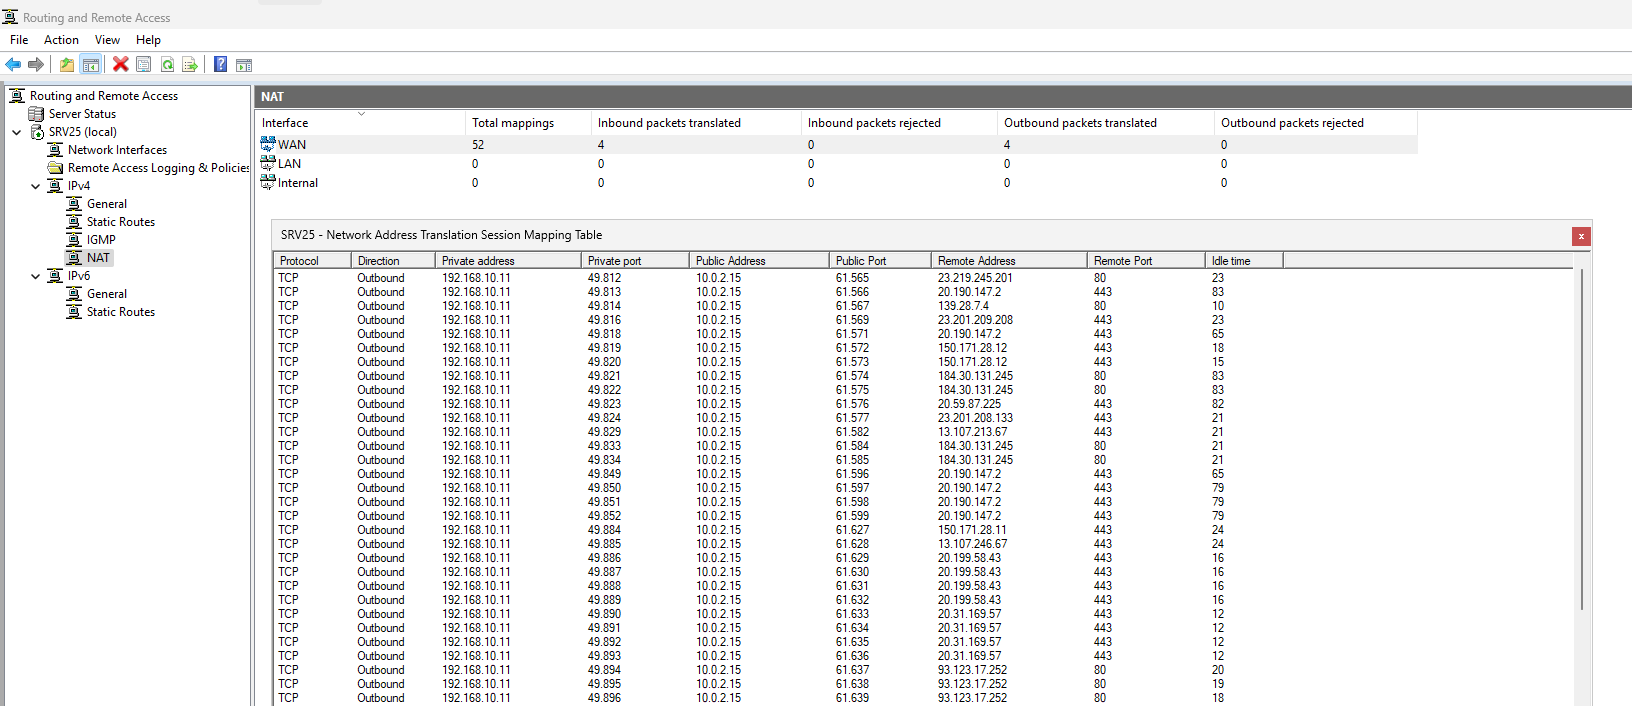 Routing and Remote Access
File Action View Help
Routing and Remote Access
Server Status
SRV25 (local)
Network Interfaces
Remote Access Logging & Policies
IPv4
General
Static Routes
IGMP
NAT
IPv6
General
Static Routes
NAT
Interface Total mappings Inbound packets translated Inbound packets rejected Outbound packets translated Outbound packets rejected
WAN 52 4 0 4 0
LAN 0 0 0 0 0
Internal 0 0 0 0 0
SRV25 - Network Address Translation Session Mapping Table
Protocol Direction Private address Private port Public Address Public Port Remote Address Remote Port Idle time
TCP Outbound 192.168.10.11 49.812 10.0.2.15 61.565 23.219.245.201 80 23
TCP Outbound 192.168.10.11 49.813 10.0.2.15 61.566 20.190.147.2 443 83
TCP Outbound 192.168.10.11 49.814 10.0.2.15 61.567 139.28.7.4 80 10
TCP Outbound 192.168.10.11 49.816 10.0.2.15 61.569 23.201.209.208 443 23
TCP Outbound 192.168.10.11 49.818 10.0.2.15 61.571 20.190.147.2 443 65
TCP Outbound 192.168.10.11 49.819 10.0.2.15 61.572 150.171.28.12 443 18
TCP Outbound 192.168.10.11 49.820 10.0.2.15 61.573 150.171.28.12 443 15
TCP Outbound 192.168.10.11 49.821 10.0.2.15 61.574 184.30.131.245 80 83
TCP Outbound 192.168.10.11 49.822 10.0.2.15 61.575 184.30.131.245 80 83
TCP Outbound 192.168.10.11 49.823 10.0.2.15 61.576 20.59.87.225 443 82
TCP Outbound 192.168.10.11 49.824 10.0.2.15 61.577 23.201.208.133 443 21
TCP Outbound 192.168.10.11 49.829 10.0.2.15 61.582 13.107.213.67 443 21
TCP Outbound 192.168.10.11 49.833 10.0.2.15 61.584 184.30.131.245 80 21
TCP Outbound 192.168.10.11 49.834 10.0.2.15 61.585 184.30.131.245 80 21
TCP Outbound 192.168.10.11 49.849 10.0.2.15 61.596 20.190.147.2 443 65
TCP Outbound 192.168.10.11 49.850 10.0.2.15 61.597 20.190.147.2 443 79
TCP Outbound 192.168.10.11 49.851 10.0.2.15 61.598 20.190.147.2 443 79
TCP Outbound 192.168.10.11 49.852 10.0.2.15 61.599 20.190.147.2 443 79
TCP Outbound 192.168.10.11 49.884 10.0.2.15 61.627 150.171.28.11 443 24
TCP Outbound 192.168.10.11 49.885 10.0.2.15 61.628 13.107.246.67 443 24
TCP Outbound 192.168.10.11 49.886 10.0.2.15 61.629 20.199.58.43 443 16
TCP Outbound 192.168.10.11 49.887 10.0.2.15 61.630 20.199.58.43 443 16
TCP Outbound 192.168.10.11 49.888 10.0.2.15 61.631 20.199.58.43 443 16
TCP Outbound 192.168.10.11 49.889 10.0.2.15 61.632 20.199.58.43 443 16
TCP Outbound 192.168.10.11 49.890 10.0.2.15 61.633 20.31.169.57 443 12
TCP Outbound 192.168.10.11 49.891 10.0.2.15 61.634 20.31.169.57 443 12
TCP Outbound 192.168.10.11 49.892 10.0.2.15 61.635 20.31.169.57 443 12
TCP Outbound 192.168.10.11 49.893 10.0.2.15 61.636 20.31.169.57 443 12
TCP Outbound 192.168.10.11 49.894 10.0.2.15 61.637 93.123.17.252 80 20
TCP Outbound 192.168.10.11 49.895 10.0.2.15 61.638 93.123.17.252 80 19
TCP Outbound 192.168.10.11 49.896 10.0.2.15 61.639 93.123.17.252 80 18